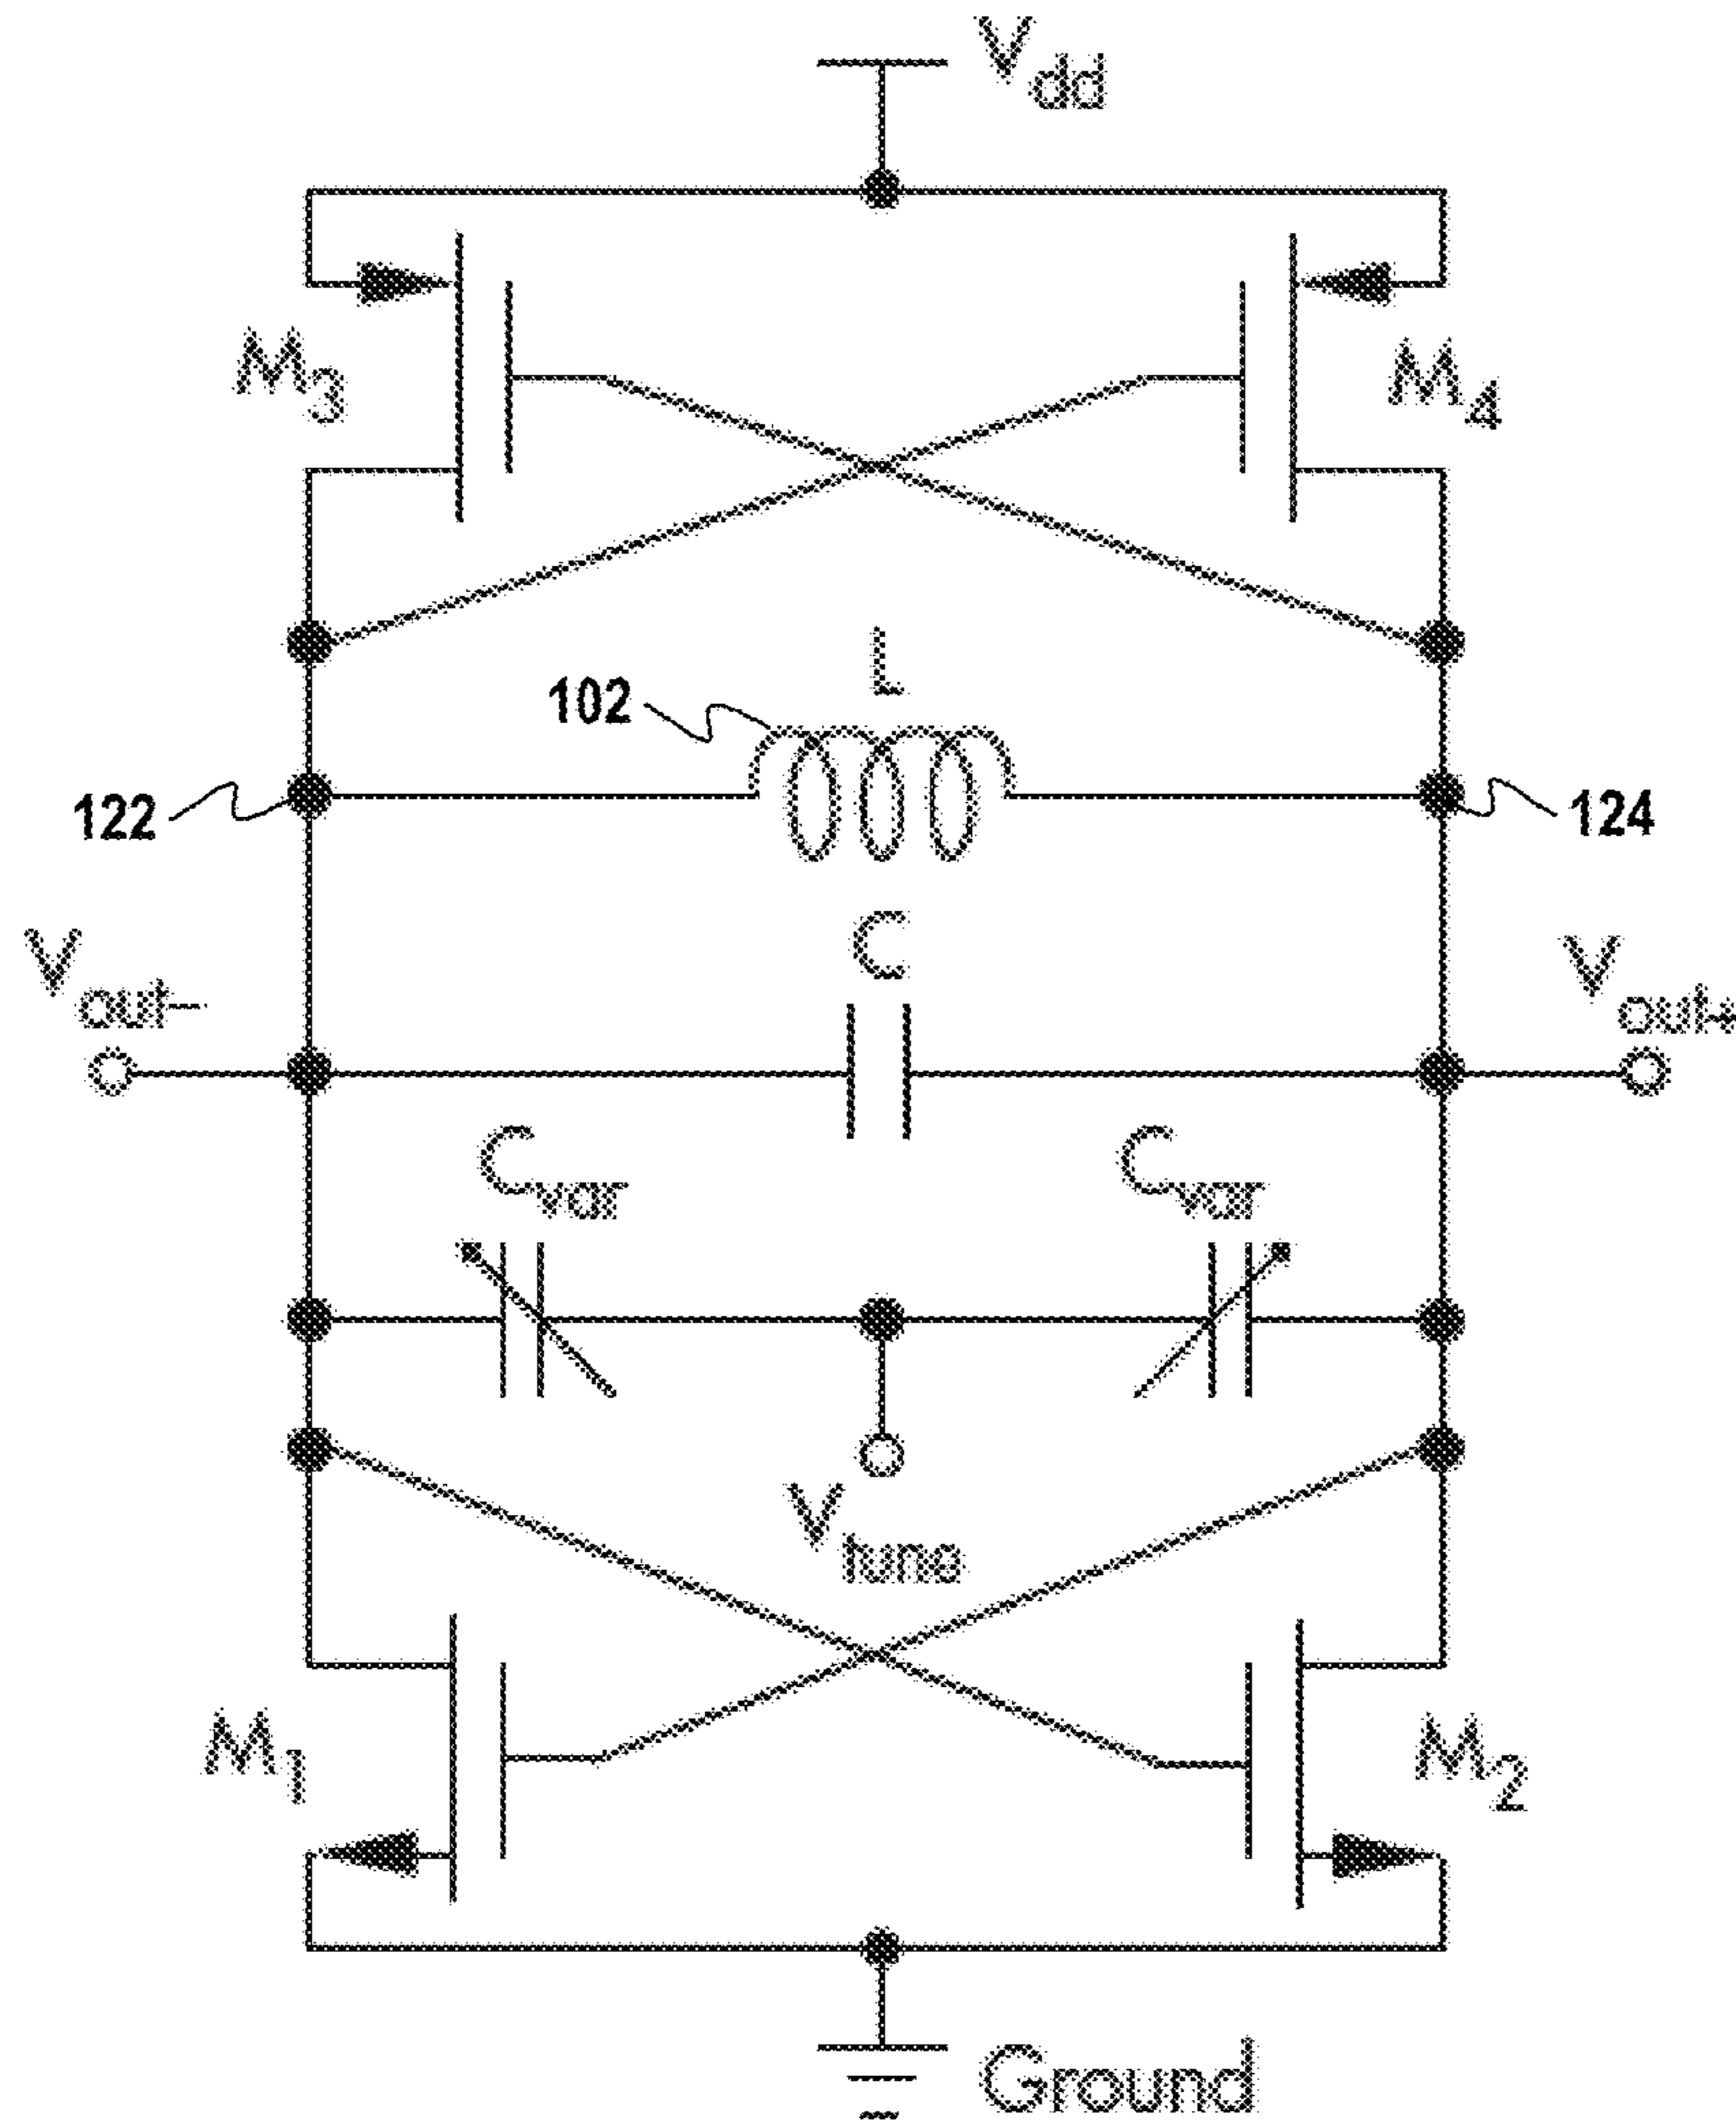 Vdd
M3
M4
L
102
122
124
C
Vout-
Vout+
Cvar
Cvar
Vtune
M1
M2
Ground